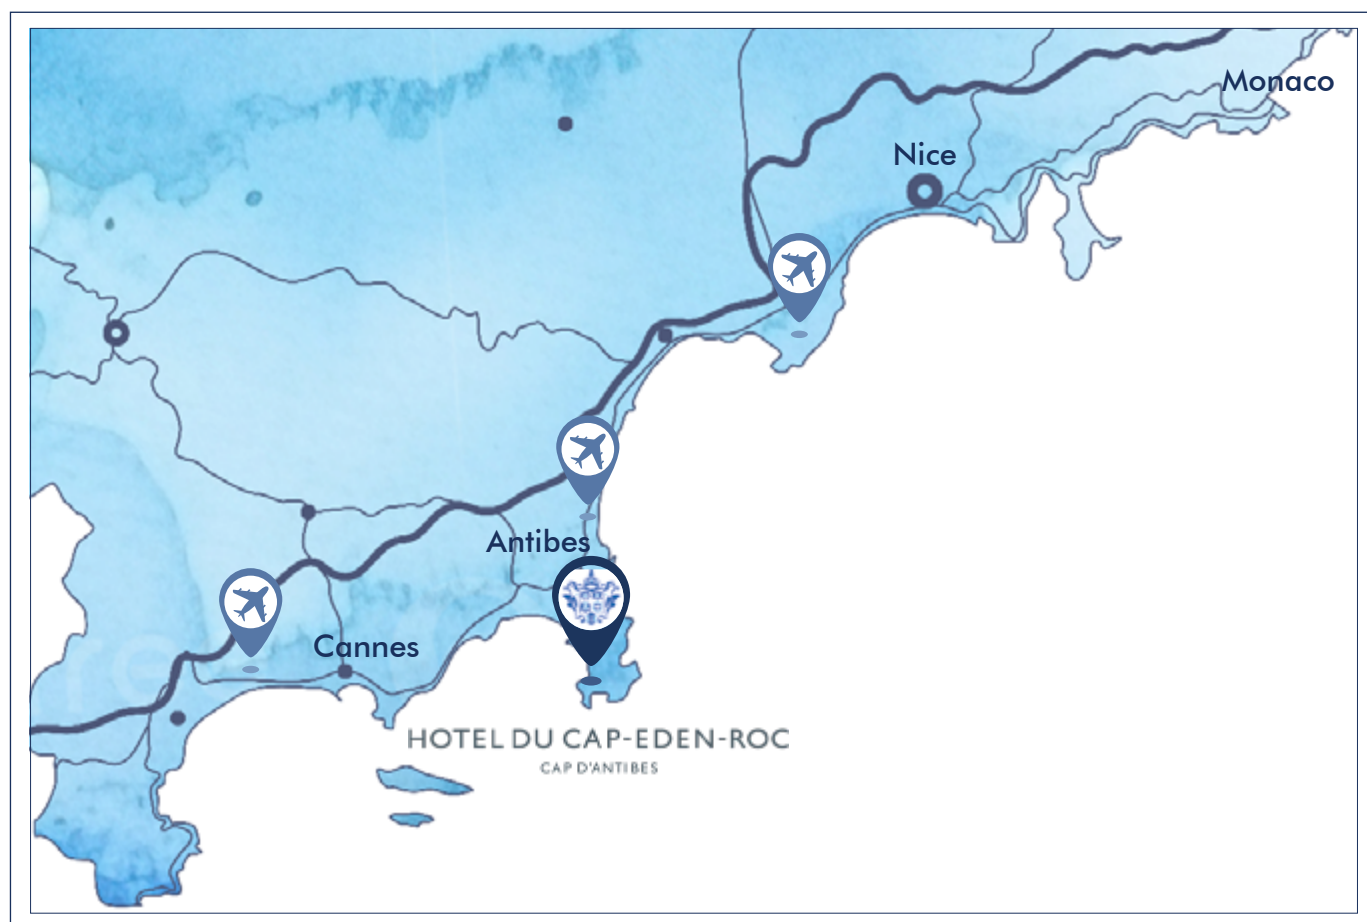 Monaco
Nice
Antibes
Cannes
HOTEL DU CAP-EDEN-ROC
CAP D'ANTIBES